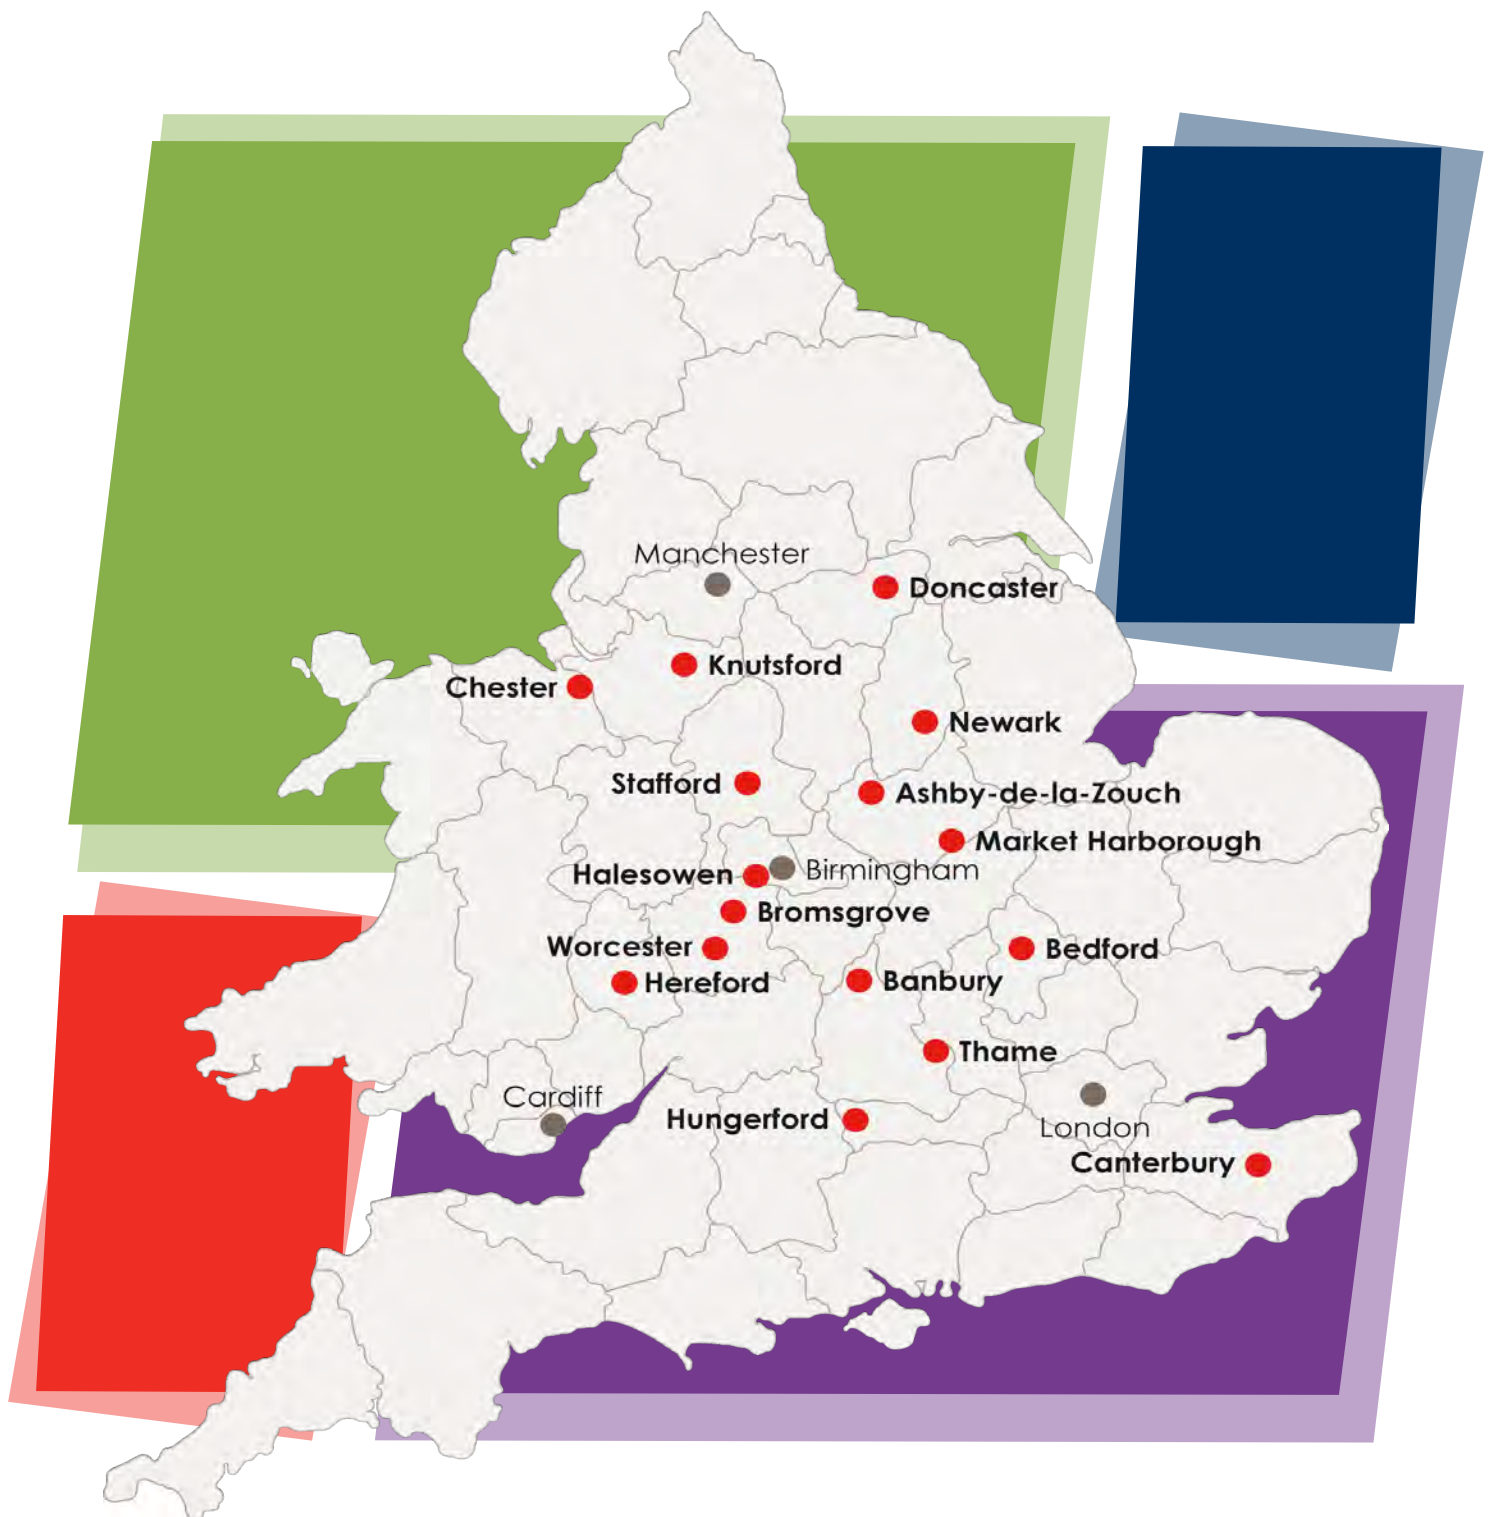 Manchester
Doncaster
Knutsford
Chester
Newark
Stafford
Ashby-de-la-Zouch
Market Harborough
Halesowen
Birmingham
Bromsgrove
Worcester
Bedford
Hereford
Banbury
Thame
Cardiff
Hungerford
London
Canterbury